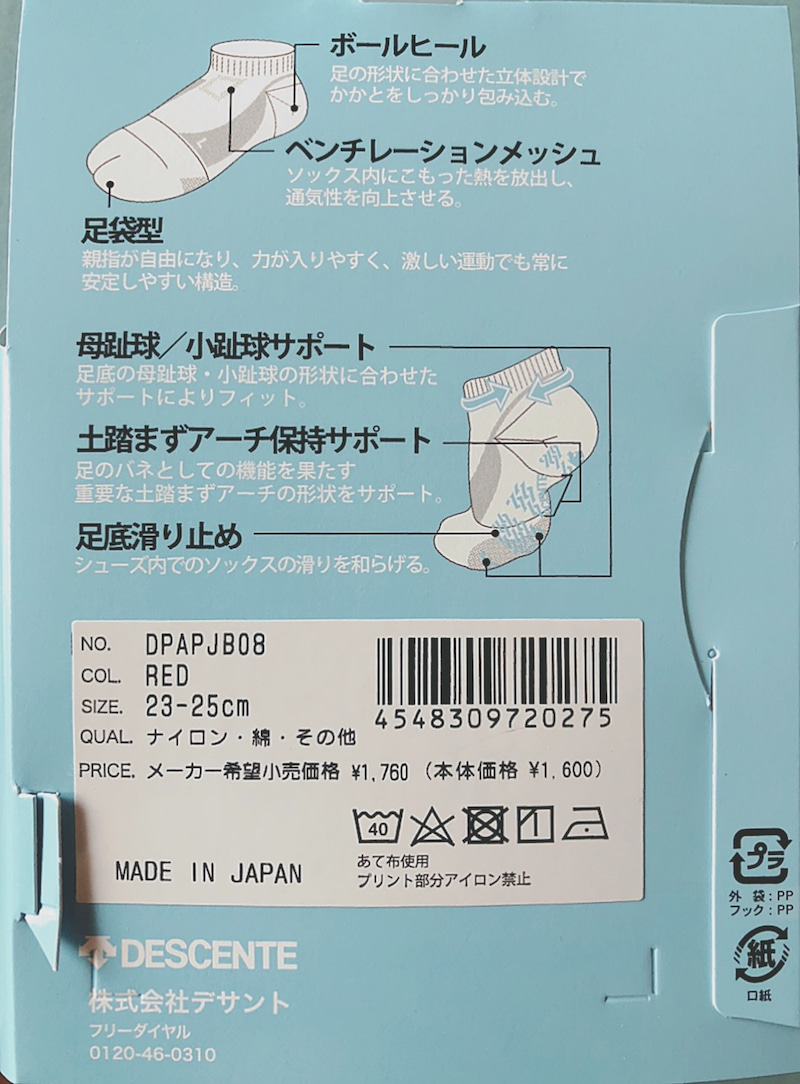 ボールヒール
足の形状に合わせた立体設計で
かかとをしっかり包み込む。
ベンチレーションメッシュ
ソックス内にこもった熱を放出し、
通気性を向上させる。
足袋型
親指が自由になり、力が入りやすく、激しい運動でも常に
安定しやすい構造。
L
母趾球／小趾球サポート
足底の母趾球・小趾球の形状に合わせた
サポートによりフィット。
土踏まずアーチ保持サポート
足のバネとしての機能を果たす
重要な土踏まずアーチの形状をサポート。
足底滑り止め
シューズ内でのソックスの滑りを和らげる。
NO. DPAPJB08
COL. RED
SIZE. 23-25cm
QUAL. ナイロン・綿・その他
PRICE. メーカー希望小売価格 ¥1,760 （本体価格 ¥1,600）
4548309720275
40
あて布使用
プリント部分アイロン禁止
MADE IN JAPAN
プラ
外 袋：PP
フック：PP
紙
口紙
DESCENTE
株式会社デサント
フリーダイヤル
0120-46-0310